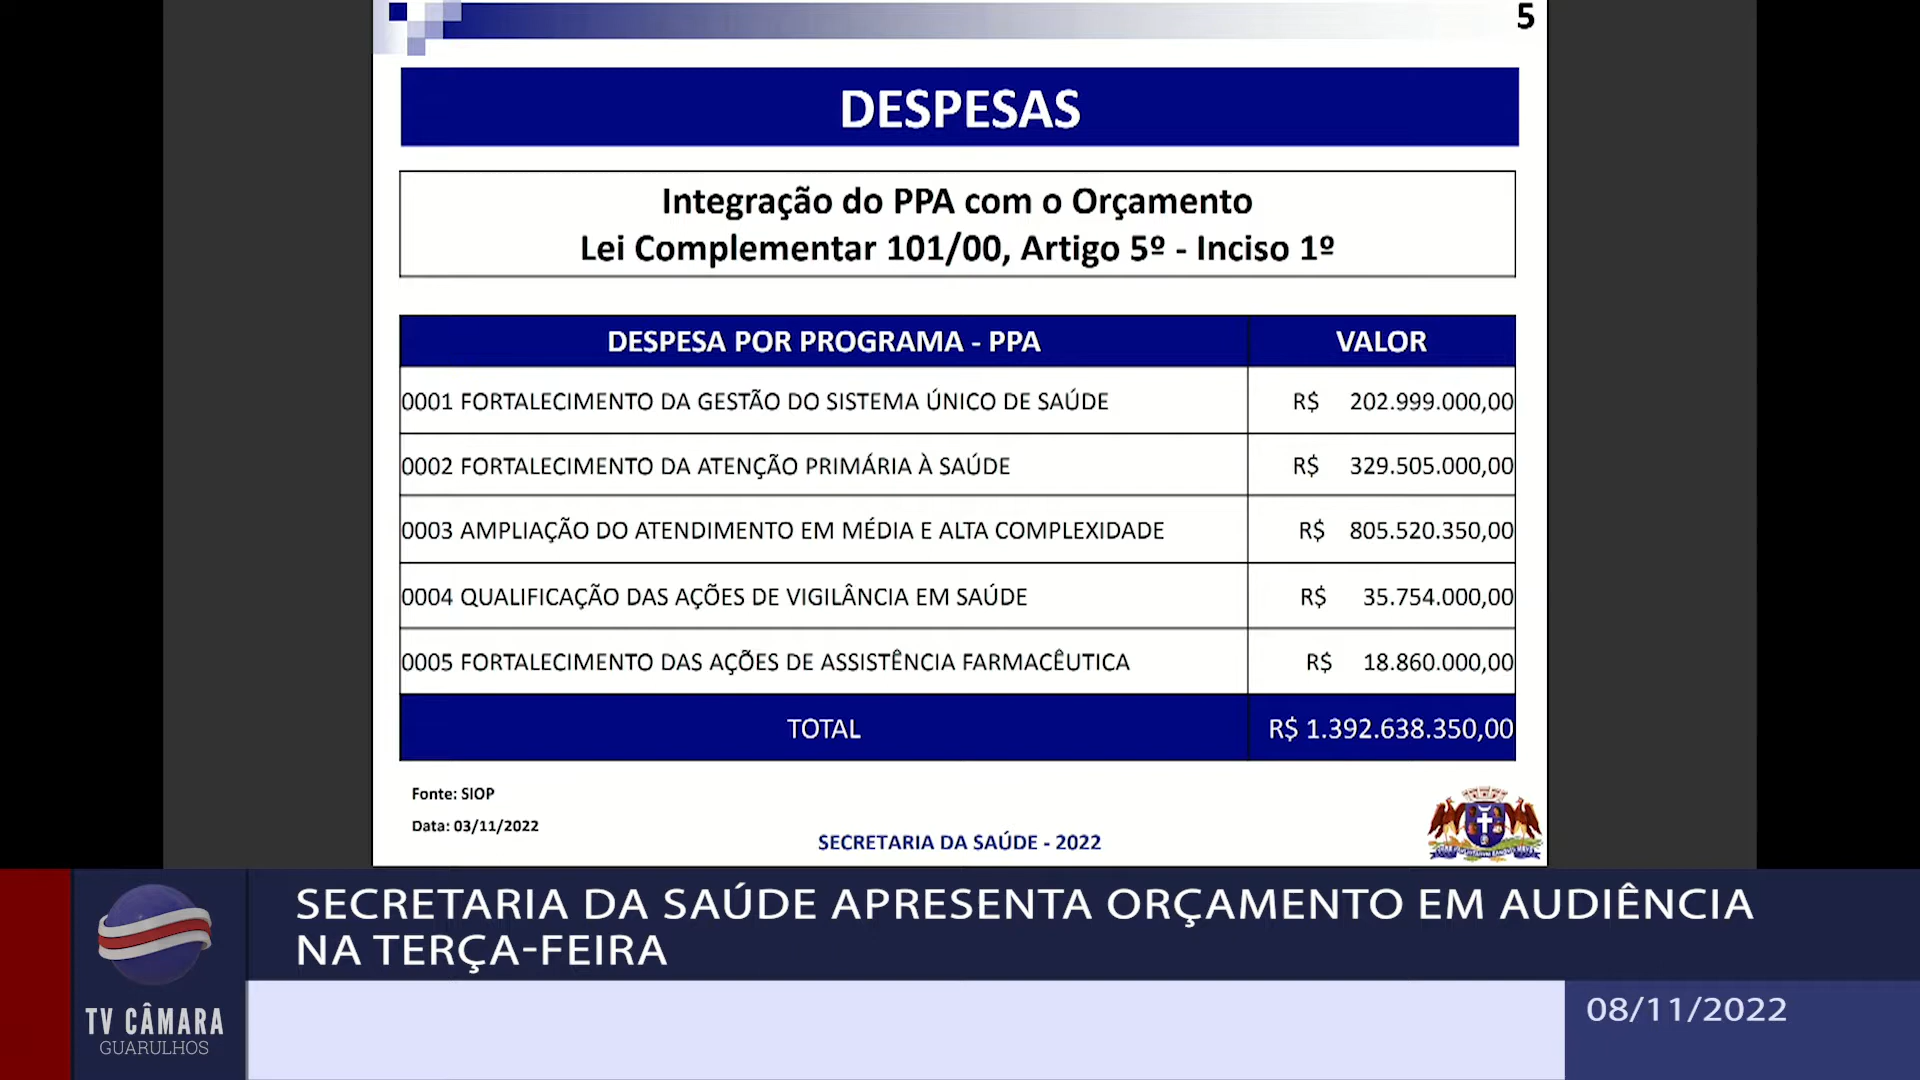 5
DESPESAS
Integração do PPA com o Orçamento
Lei Complementar 101/00, Artigo 5º - Inciso 1º
DESPESA POR PROGRAMA - PPA VALOR
0001 FORTALECIMENTO DA GESTÃO DO SISTEMA ÚNICO DE SAÚDE R$ 202.999.000,00
0002 FORTALECIMENTO DA ATENÇÃO PRIMÁRIA À SAÚDE R$ 329.505.000,00
0003 AMPLIAÇÃO DO ATENDIMENTO EM MÉDIA E ALTA COMPLEXIDADE R$ 805.520.350,00
0004 QUALIFICAÇÃO DAS AÇÕES DE VIGILÂNCIA EM SAÚDE R$ 35.754.000,00
0005 FORTALECIMENTO DAS AÇÕES DE ASSISTÊNCIA FARMACÊUTICA R$ 18.860.000,00
TOTAL R$ 1.392.638.350,00
Fonte: SIOP
Data: 03/11/2022
SECRETARIA DA SAÚDE - 2022
SECRETARIA DA SAÚDE APRESENTA ORÇAMENTO EM AUDIÊNCIA
NA TERÇA-FEIRA
TV CÂMARA
GUARULHOS
08/11/2022